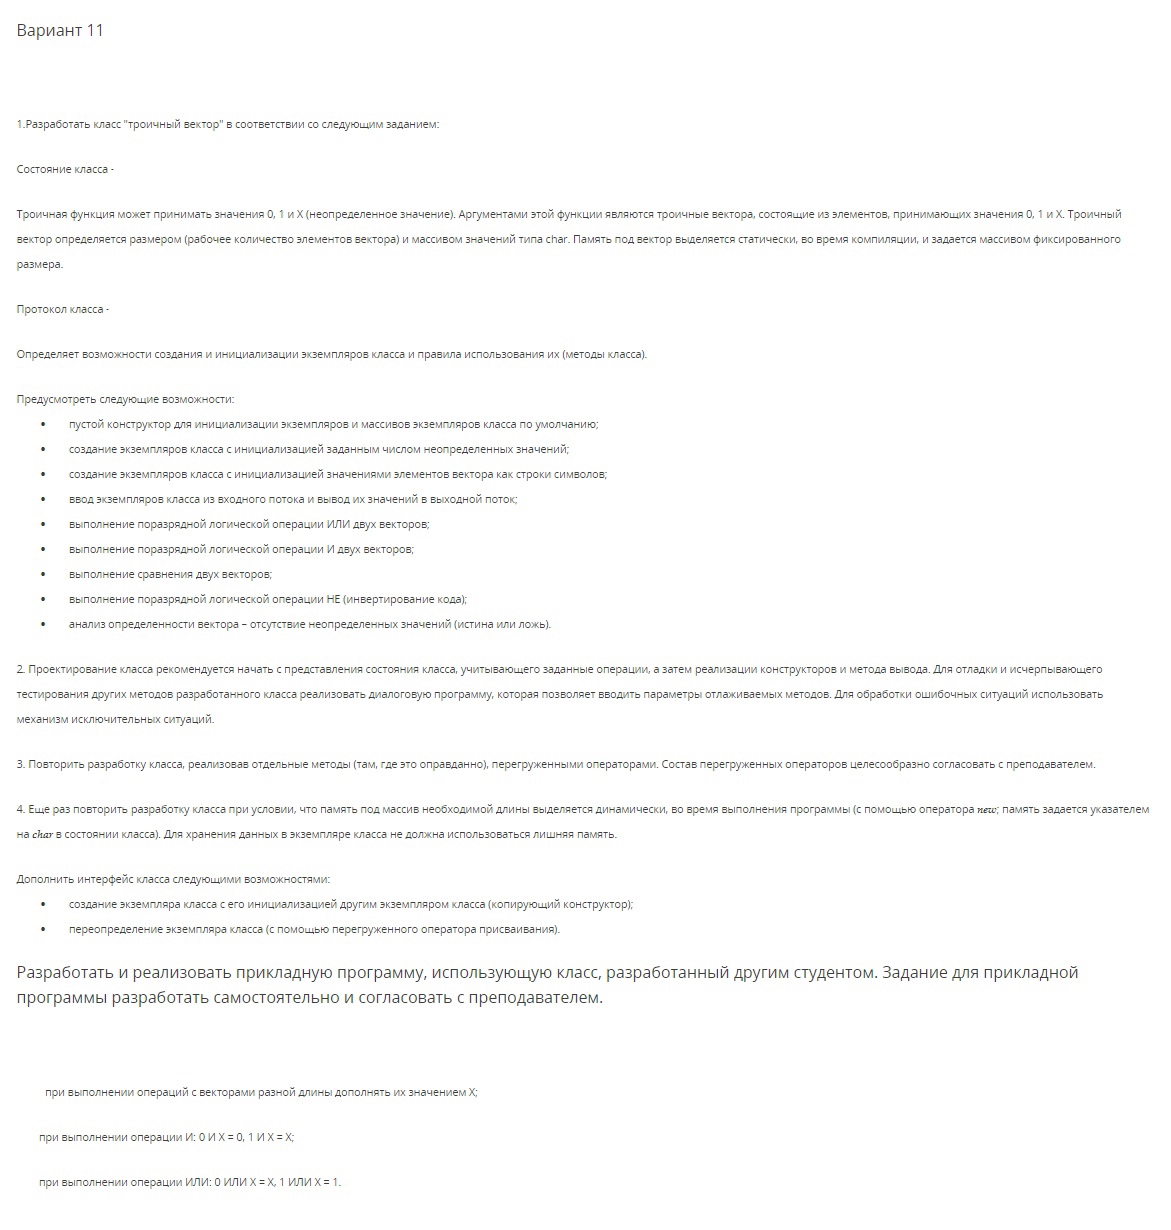 Вариант 11
1.Разработать класс "троичный вектор" в соответствии со следующим заданием:
Состояние класса -
Троичная функция может принимать значения 0, 1 и X (неопределенное значение). Аргументами этой функции являются троичные вектора, состоящие из элементов, принимающих значения 0, 1 и X. Троичный
вектор определяется размером (рабочее количество элементов вектора) и массивом значений типа char. Память под вектор выделяется статически, во время компиляции, и задается массивом фиксированного
размера.
Протокол класса -
Определяет возможности создания и инициализации экземпляров класса и правила использования их (методы класса).
Предусмотреть следующие возможности:
• пустой конструктор для инициализации экземпляров и массивов экземпляров класса по умолчанию;
• создание экземпляров класса с инициализацией заданным числом неопределенных значений;
• создание экземпляров класса с инициализацией значениями элементов вектора как строки символов;
• ввод экземпляров класса из входного потока и вывод их значений в выходной поток;
• выполнение поразрядной логической операции ИЛИ двух векторов;
• выполнение поразрядной логической операции И двух векторов;
• выполнение сравнения двух векторов;
• выполнение поразрядной логической операции НЕ (инвертирование кода);
• анализ определенности вектора – отсутствие неопределенных значений (истина или ложь).
2. Проектирование класса рекомендуется начать с представления состояния класса, учитывающего заданные операции, а затем реализации конструкторов и метода вывода. Для отладки и исчерпывающего
тестирования других методов разработанного класса реализовать диалоговую программу, которая позволяет вводить параметры отлаживаемых методов. Для обработки ошибочных ситуаций использовать
механизм исключительных ситуаций.
3. Повторить разработку класса, реализовав отдельные методы (там, где это оправданно), перегруженными операторами. Состав перегруженных операторов целесообразно согласовать с преподавателем.
4. Еще раз повторить разработку класса при условии, что память под массив необходимой длины выделяется динамически, во время выполнения программы (с помощью оператора new; память задается указателем
на char в состоянии класса). Для хранения данных в экземпляре класса не должна использоваться лишняя память.
Дополнить интерфейс класса следующими возможностями:
• создание экземпляра класса с его инициализацией другим экземпляром класса (копирующий конструктор);
• переопределение экземпляра класса (с помощью перегруженного оператора присваивания).
Разработать и реализовать прикладную программу, использующую класс, разработанный другим студентом. Задание для прикладной
программы разработать самостоятельно и согласовать с преподавателем.
при выполнении операций с векторами разной длины дополнять их значением X;
при выполнении операции И: 0 И X = 0, 1 И X = X;
при выполнении операции ИЛИ: 0 ИЛИ X = X, 1 ИЛИ X = 1.